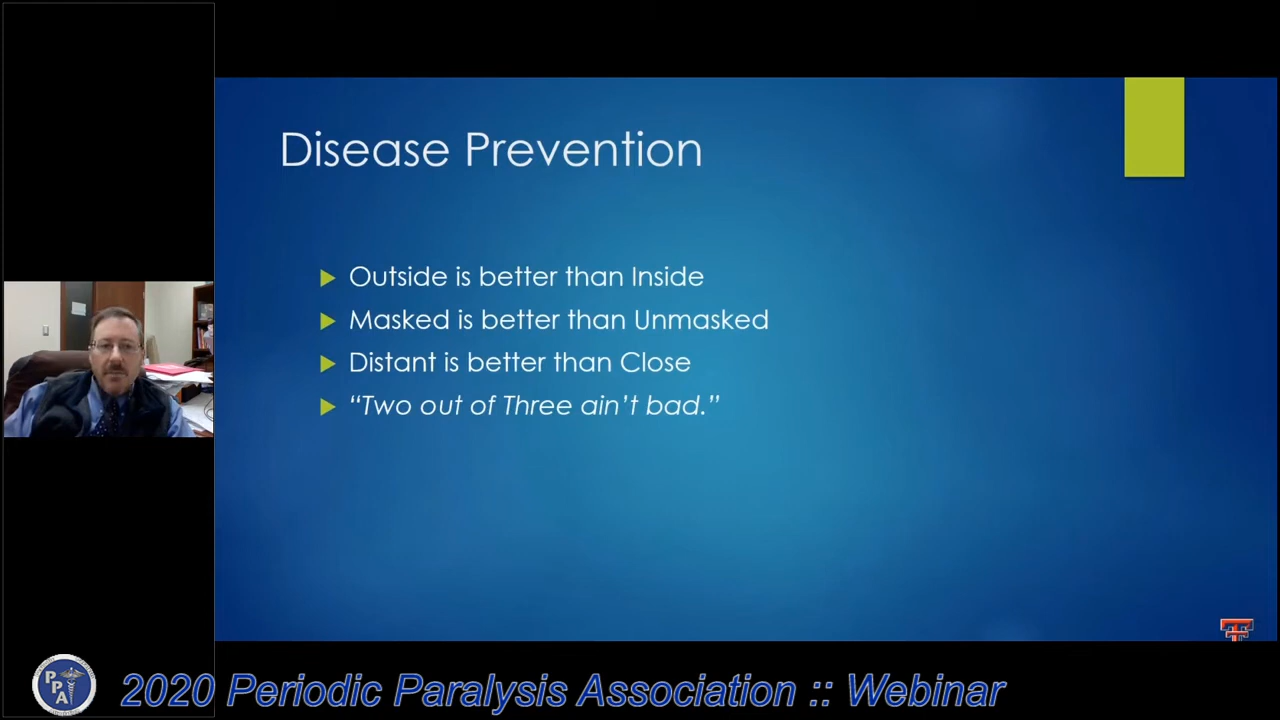 Disease Prevention
Outside is better than Inside
Masked is better than Unmasked
Distant is better than Close
“Two out of Three ain’t bad.”
PPA
2020 Periodic Paralysis Association :: Webinar